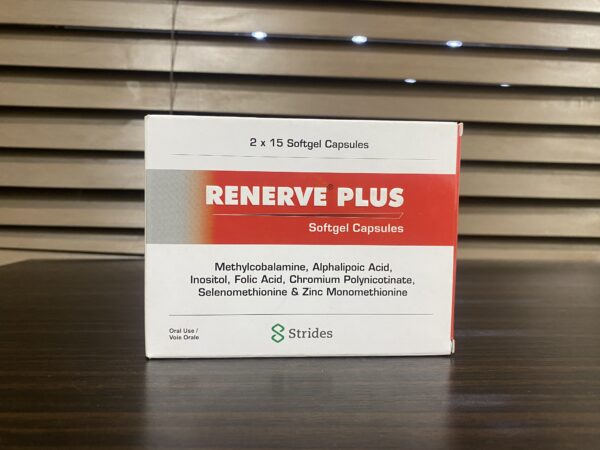 2 x 15 Softgel Capsules
RENERVE® PLUS
Softgel Capsules
Methylcobalamine, Alphalipoic Acid,
Inositol, Folic Acid, Chromium Polynicotinate,
Selenomethionine & Zinc Monomethionine
Oral Use /
Voie Orale
Strides